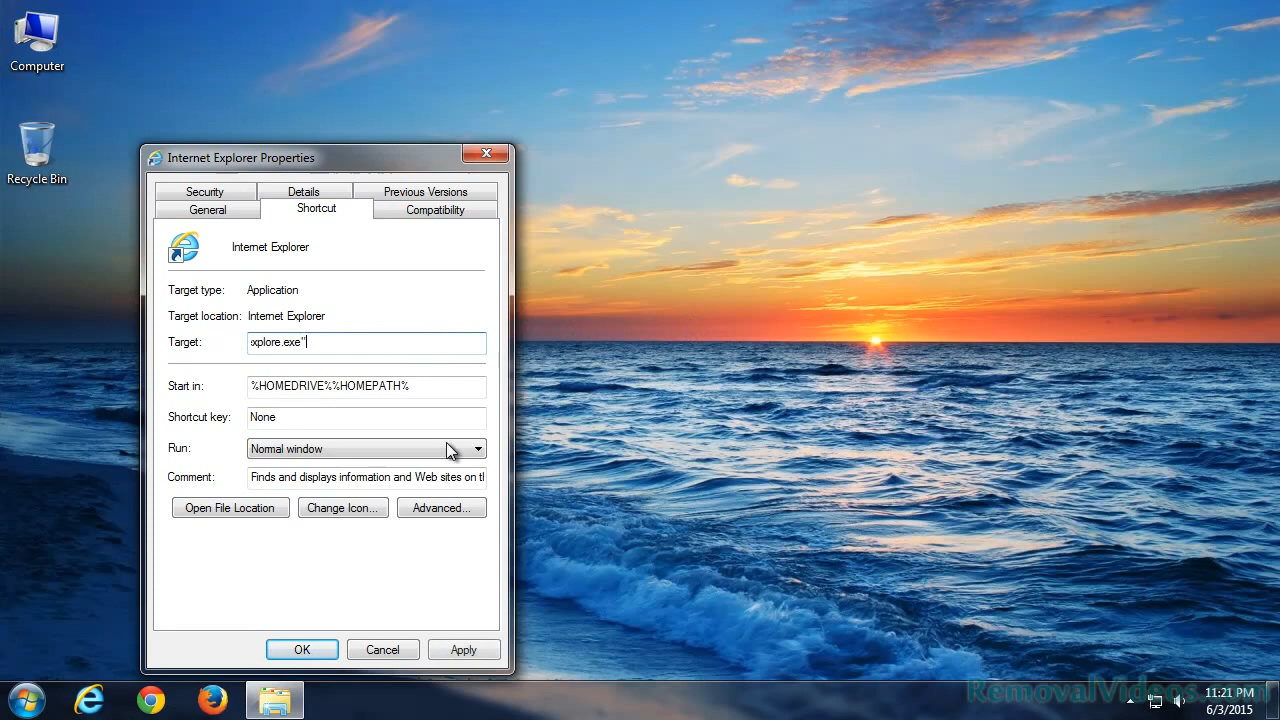 Computer
Recycle Bin
Internet Explorer Properties
Security Details Previous Versions
General Shortcut Compatibility
Internet Explorer
Target type: Application
Target location: Internet Explorer
Target: xplore.exe"
Start in: %HOMEDRIVE%%HOMEPATH%
Shortcut key: None
Run: Normal window
Comment: Finds and displays information and Web sites on th
Open File Location Change Icon... Advanced...
OK Cancel Apply
RemovalVideos.com
11:21 PM
6/3/2015